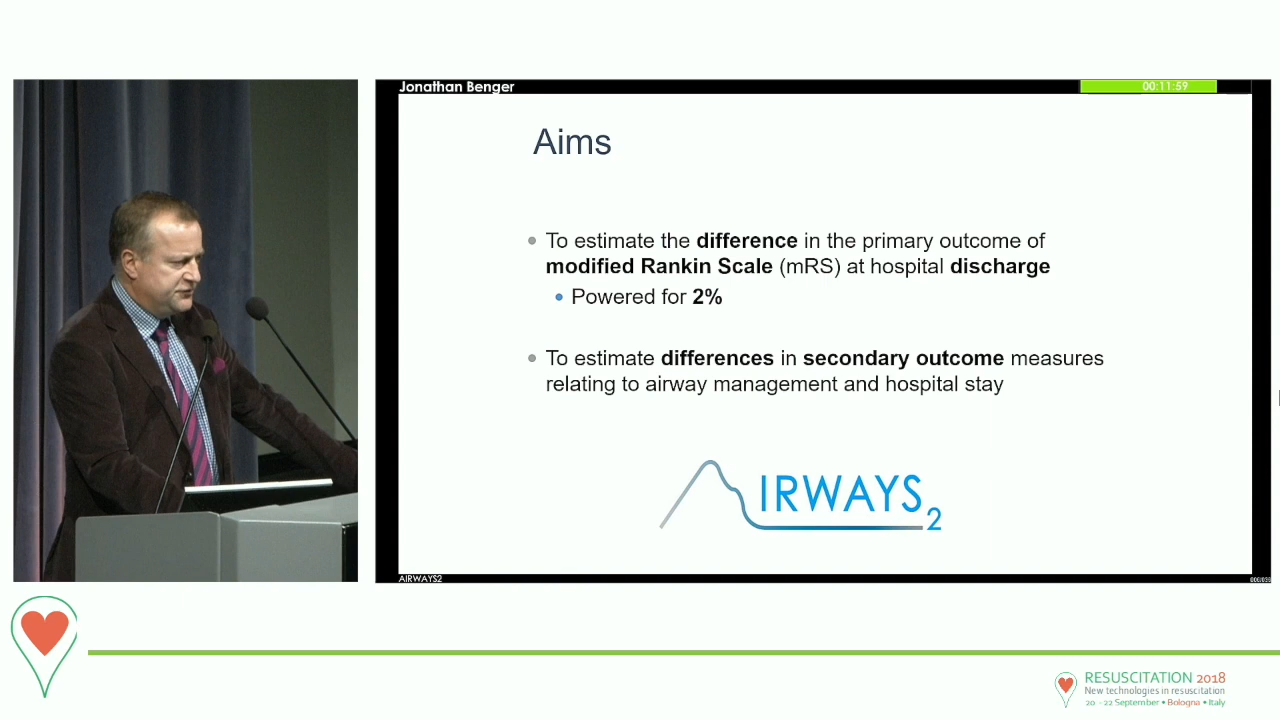 Jonathan Benger
00:11:59
Aims
To estimate the difference in the primary outcome of
modified Rankin Scale (mRS) at hospital discharge
Powered for 2%
To estimate differences in secondary outcome measures
relating to airway management and hospital stay
IRWAYS
2
AIRWAYS2
RESUSCITATION 2018
New technologies in resuscitation
20 - 22 September • Bologna • Italy